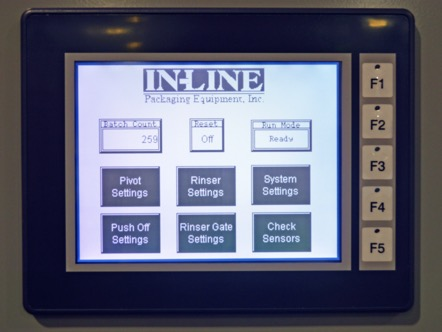 IN-LINE
Packaging Equipment, Inc.
Batch Count
259
Reset
Off
Run Mode
Ready
Pivot
Settings
Rinser
Settings
System
Settings
Push Off
Settings
Rinser Gate
Settings
Check
Sensors
F1
F2
F3
F4
F5